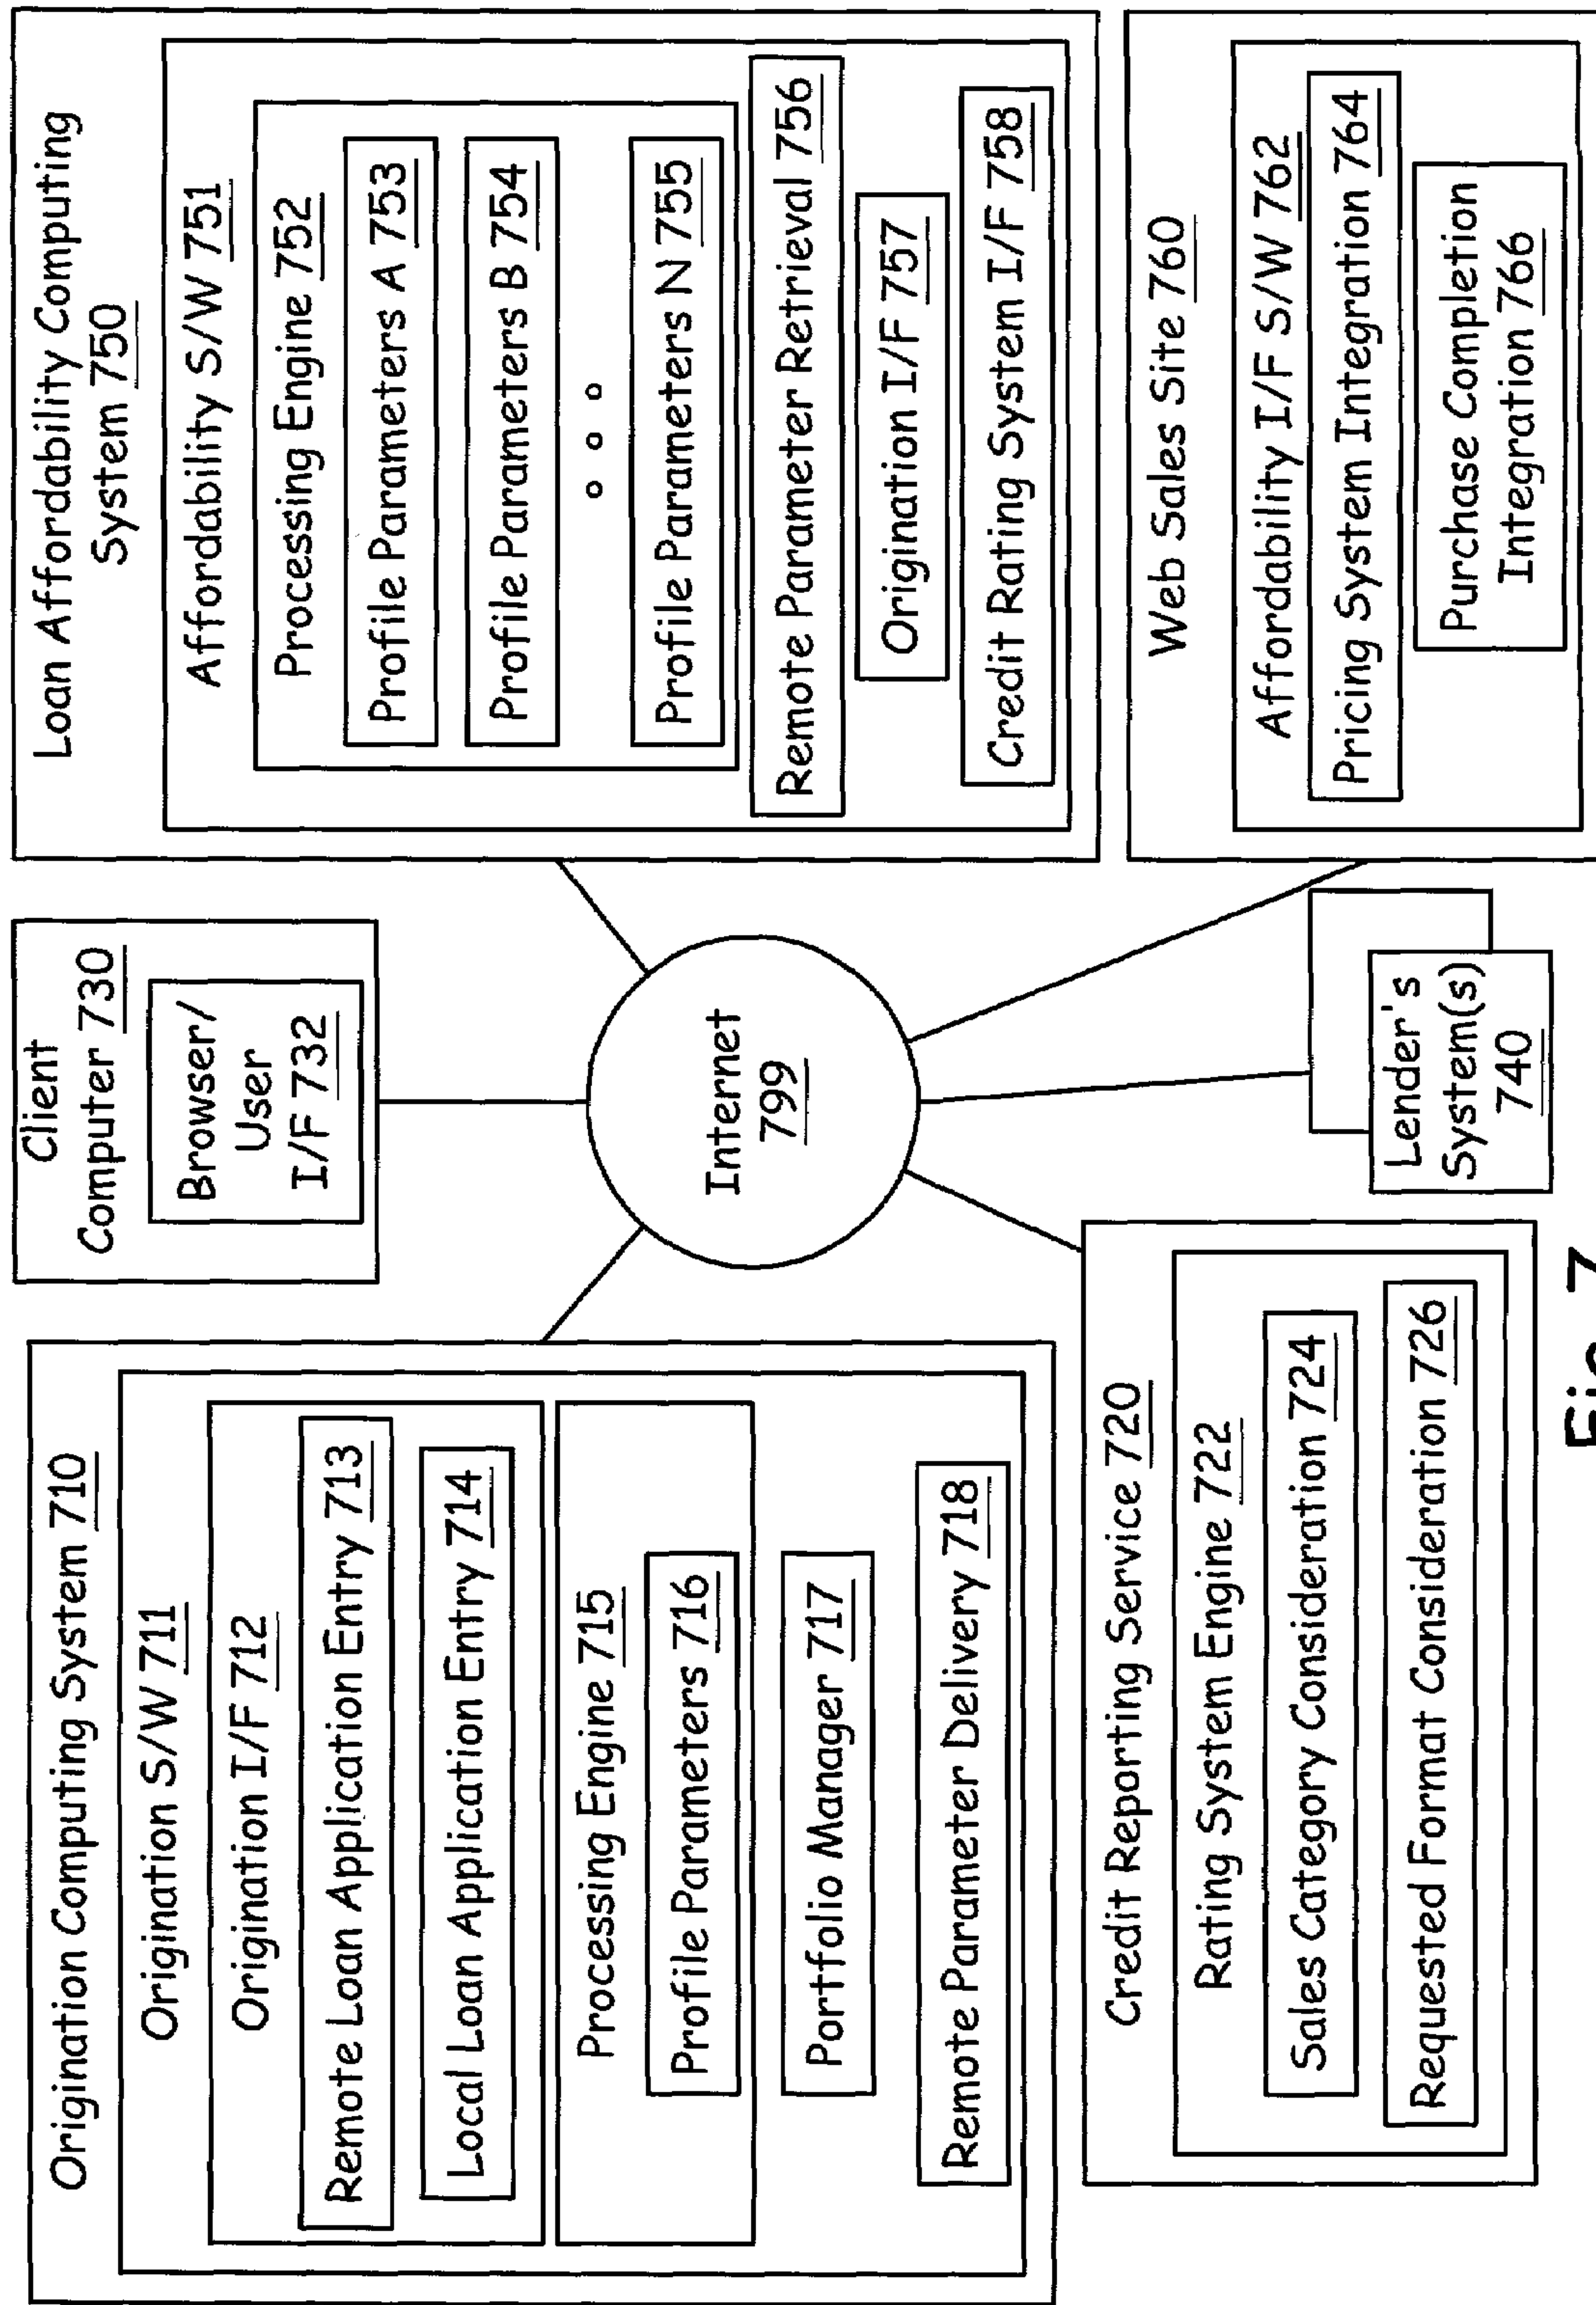 Origination Computing System 710
Origination S/W 711
Origination I/F 712
Remote Loan Application Entry 713
Local Loan Application Entry 714
Processing Engine 715
Profile Parameters 716
Portfolio Manager 717
Remote Parameter Delivery 718
Client
Computer 730
Browser/
User
I/F 732
Loan Affordability Computing
System 750
Affordability S/W 751
Processing Engine 752
Profile Parameters A 753
Profile Parameters B 754
Profile Parameters N 755
Remote Parameter Retrieval 756
Origination I/F 757
Credit Rating System I/F 758
Internet
799
Credit Reporting Service 720
Rating System Engine 722
Sales Category Consideration 724
Requested Format Consideration 726
Lender's
System(s)
740
Web Sales Site 760
Affordability I/F S/W 762
Pricing System Integration 764
Purchase Completion
Integration 766
Fig. 7